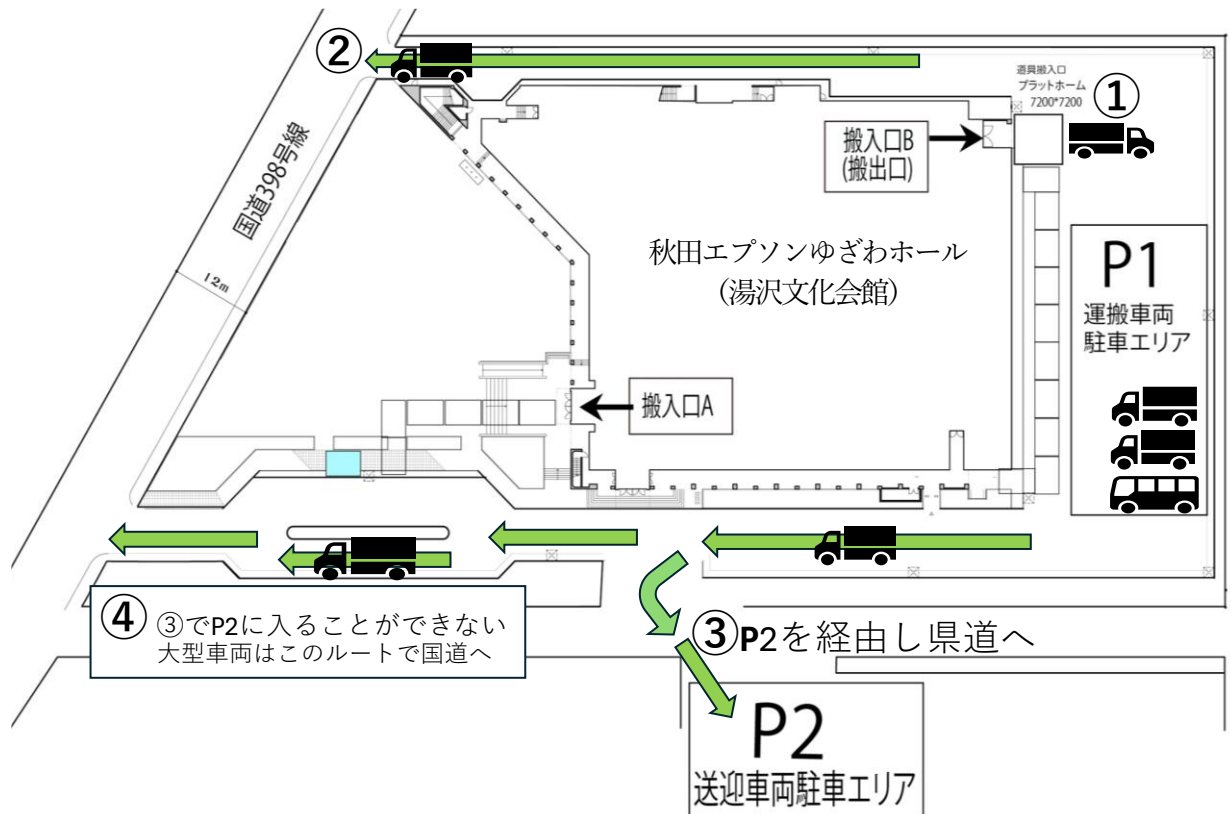 ②
道具搬入口
プラットホーム
7200*7200
①
搬入口B
(搬出口)
国道398号線
12m
秋田エプソンゆざわホール
(湯沢文化会館)
P1
運搬車両
駐車エリア
搬入口A
④ ③でP2に入ることができない
大型車両はこのルートで国道へ
③P2を経由し県道へ
P2
送迎車両駐車エリア